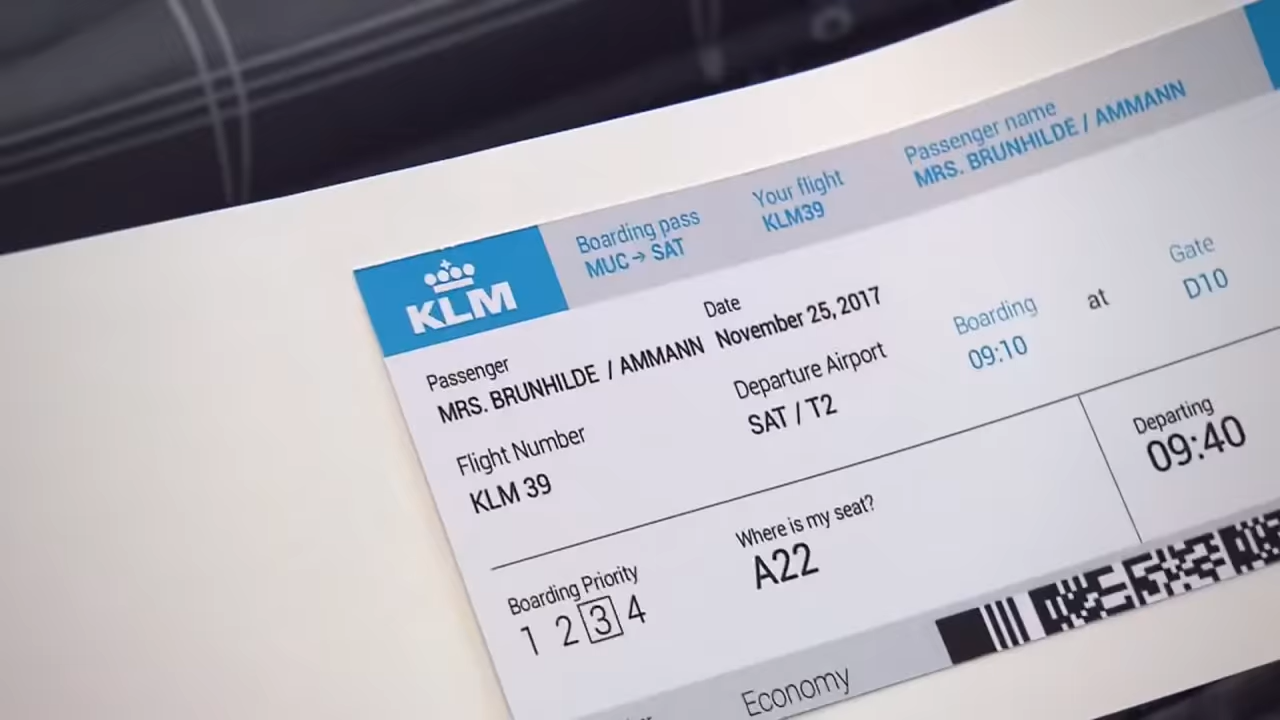 KLM
Boarding pass
MUC → SAT
Your flight
KLM39
Passenger name
MRS. BRUNHILDE / AMMANN
Passenger
MRS. BRUNHILDE / AMMANN
Date
November 25, 2017
Flight Number
KLM 39
Departure Airport
SAT / T2
Boarding
09:10
at
Gate
D10
Boarding Priority
1 2 3 4
Where is my seat?
A22
Departing
09:40
Economy